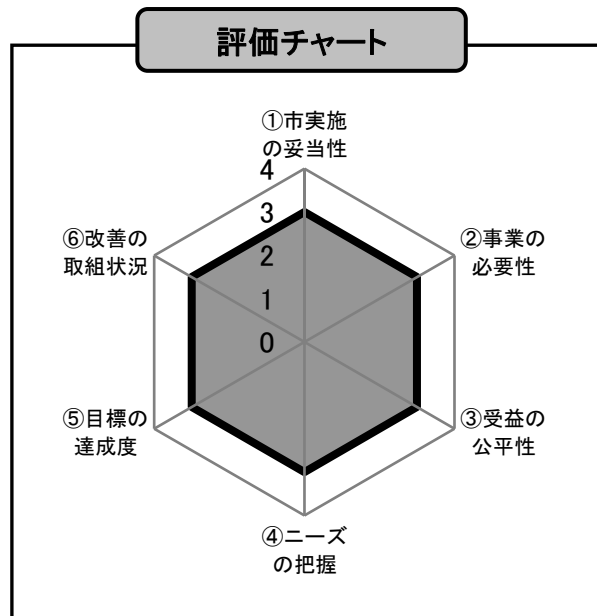 評価チャート
①市実施
の妥当性
4
3
2
1
0
②事業の
必要性
③受益の
公平性
④ニーズ
の把握
⑤目標の
達成度
⑥改善の
取組状況